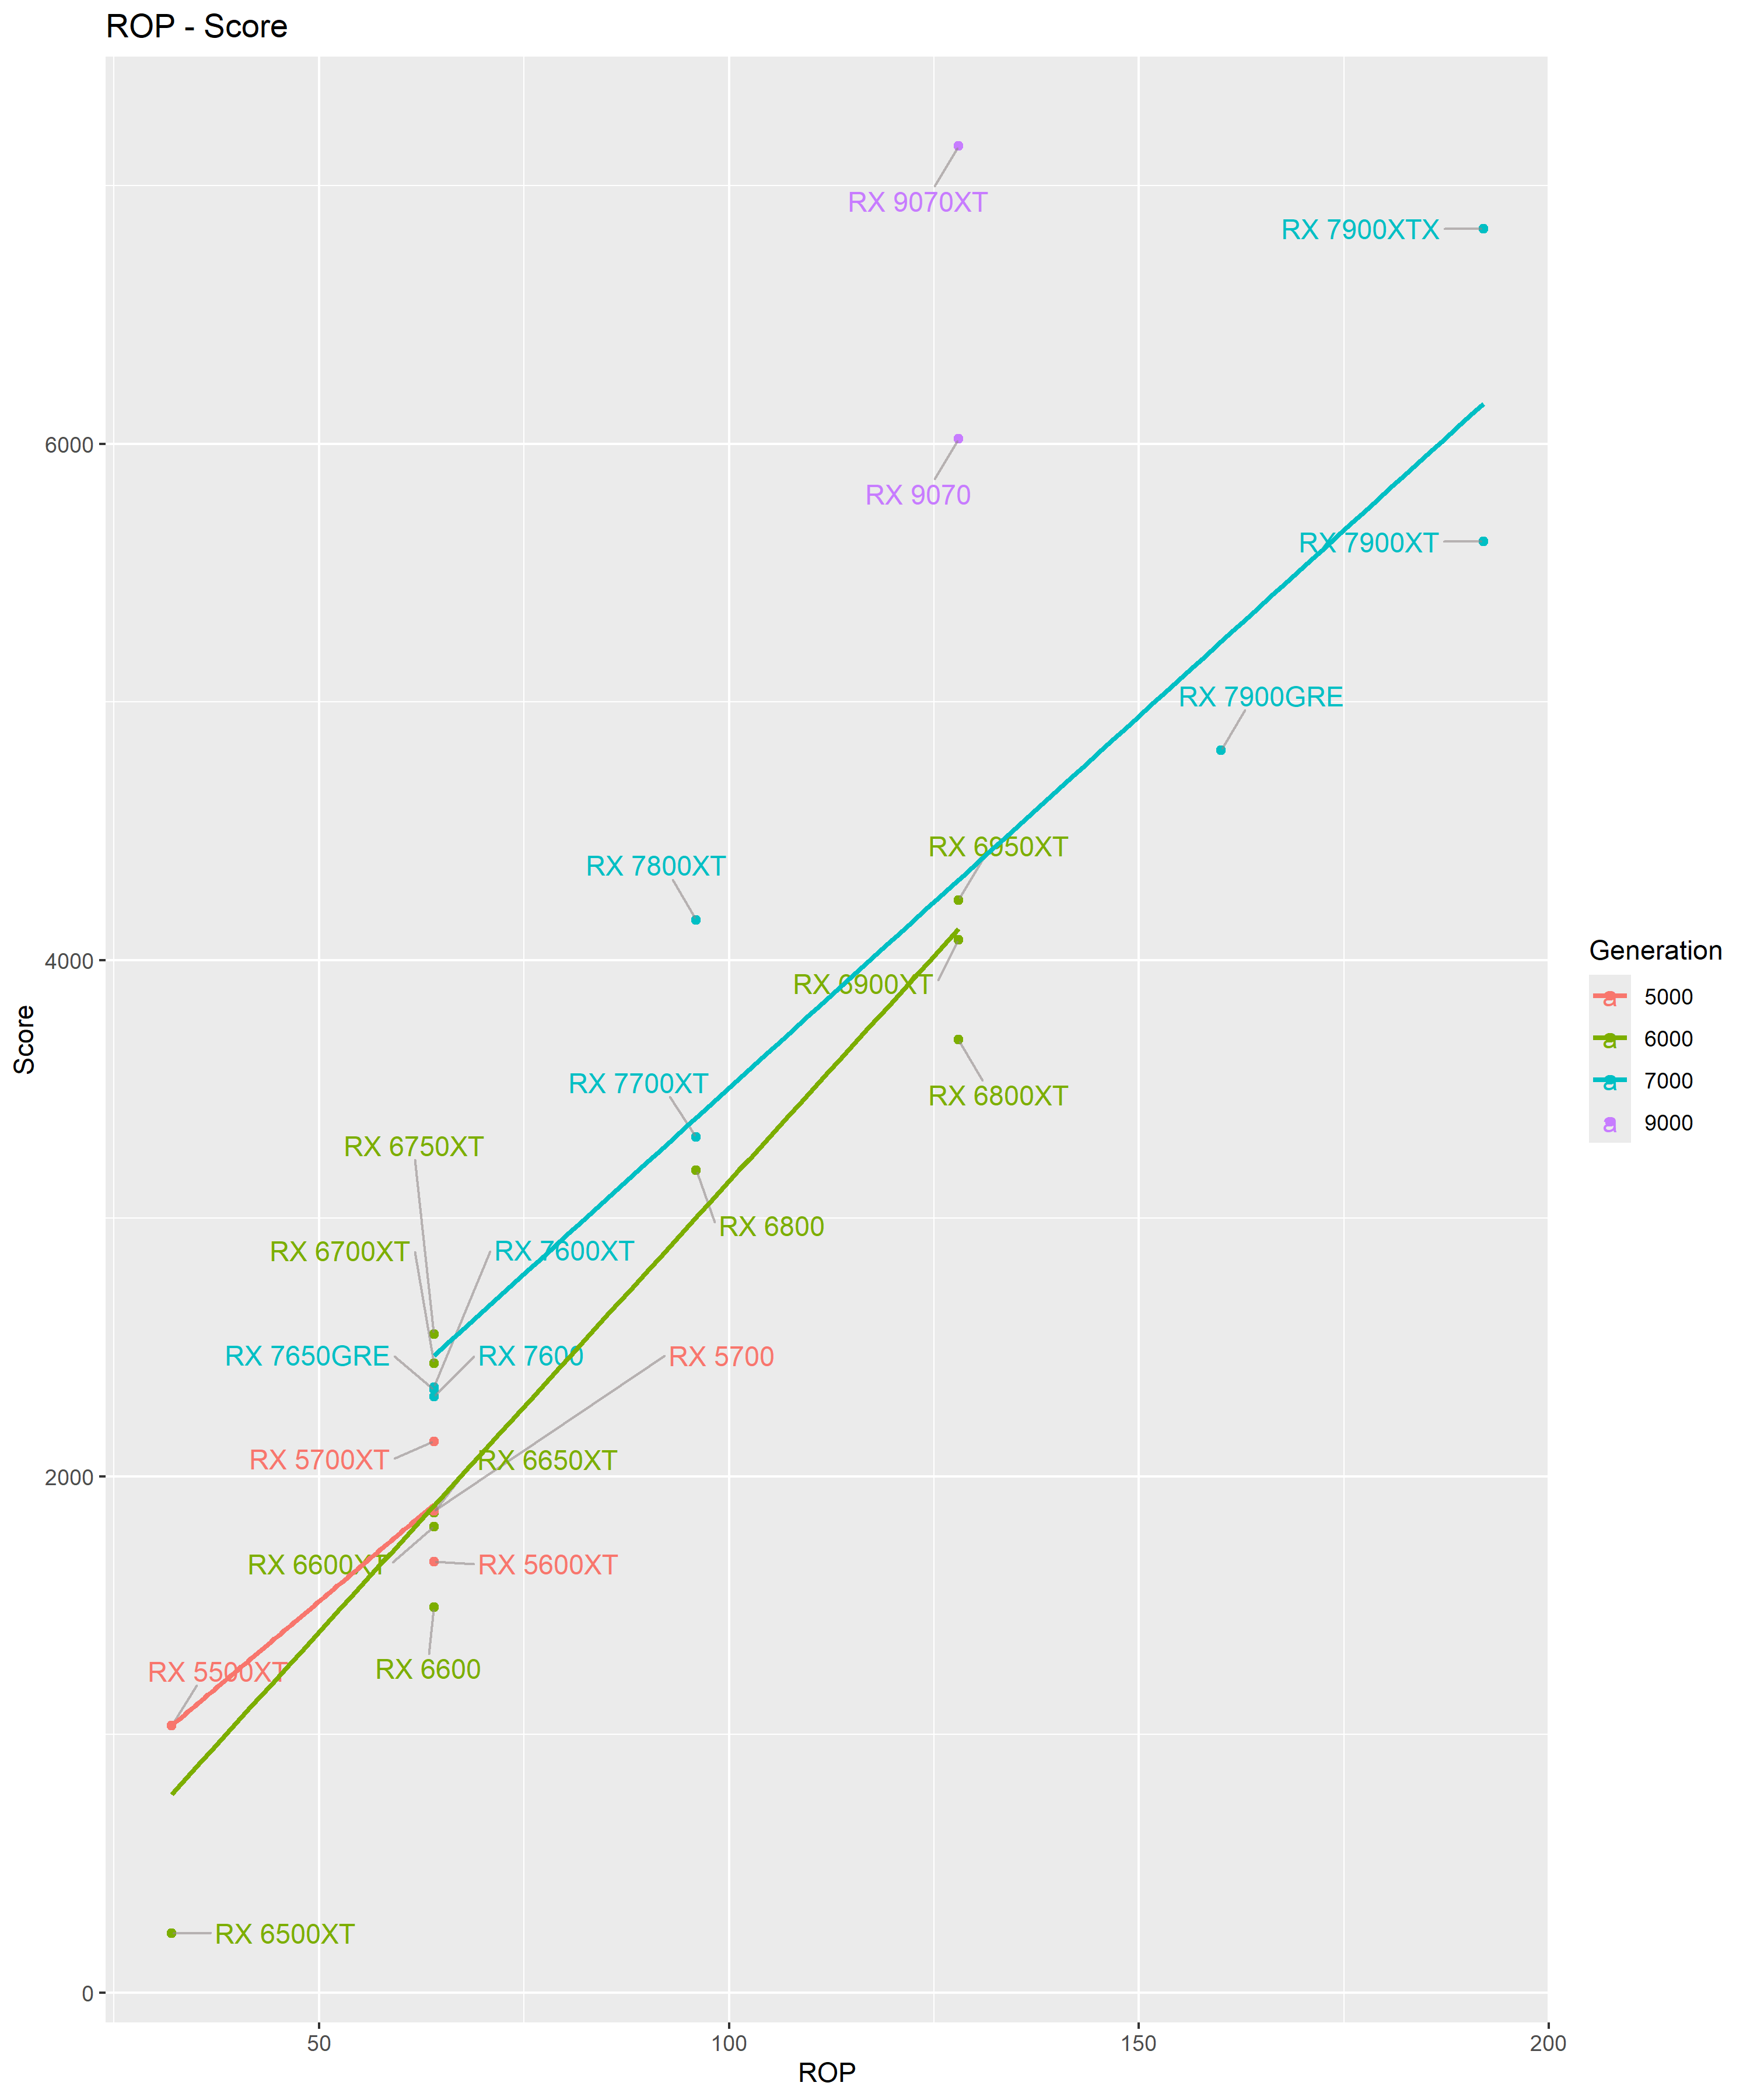 ROP - Score
RX 9070XT
RX 7900XTX
6000
RX 9070
RX 7900XT
RX 7900GRE
RX 6950XT
RX 7800XT
4000
RX 6900XT
Generation
5000
6000
7000
9000
a
a
a
a
Score
RX 7700XT
RX 6800XT
RX 6750XT
RX 6800
RX 6700XT
RX 7600XT
RX 7650GRE
RX 7600
RX 5700
RX 5700XT
RX 6650XT
2000
RX 6600XT
RX 5600XT
RX 5500XT
RX 6600
RX 6500XT
0
50
100
150
200
ROP